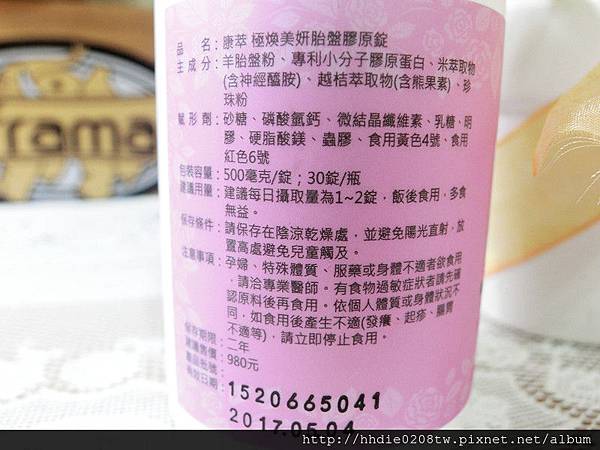 rama
品　　名：康萃 極煥美妍胎盤膠原錠
主 成 分：羊胎盤粉、專利小分子膠原蛋白、米萃取物
(含神經醯胺)、越桔萃取物(含熊果素)、珍
珠粉
賦 形 劑：砂糖、磷酸氫鈣、微結晶纖維素、乳糖、明
膠、硬脂酸鎂、蟲膠、食用黃色4號、食用
紅色6號
包裝容量：500毫克/錠；30錠/瓶
建議用量：建議每日攝取量為1~2錠，飯後食用，多食
無益。
保存條件：請保存在陰涼乾燥處，並避免陽光直射，放
置高處避免兒童觸及。
注意事項：孕婦、特殊體質、服藥或身體不適者欲食用
，請洽專業醫師。有食物過敏症狀者請先確
認原料後再食用。依個人體質或身體狀況不
同，如食用後產生不適(發癢、起疹、腸胃
不適等)，請立即停止食用。
保存期限：二年
建議售價：980元
產品批號：
有效日期：
1520665041
2017.05.04
http://hhdie0208tw.pixnet.net/album